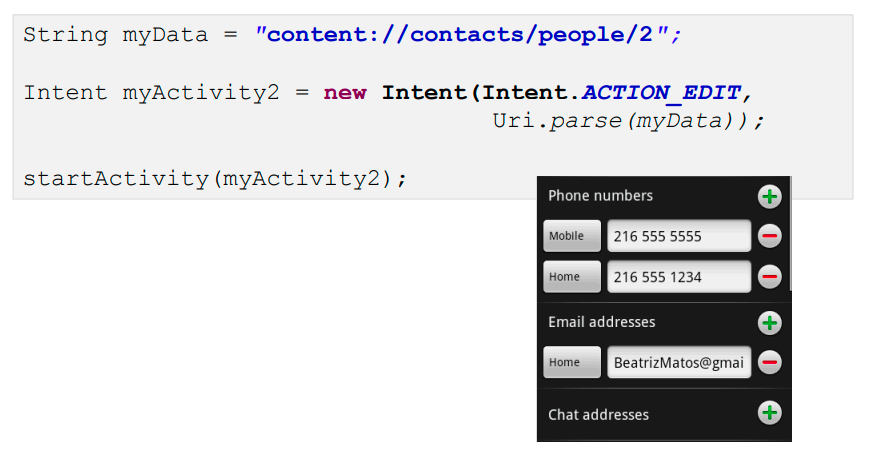 String myData = "content://contacts/people/2";
Intent myActivity2 = new Intent(Intent.ACTION_EDIT,
Uri.parse(myData));
startActivity(myActivity2);
Phone numbers
Mobile 216 555 5555
Home 216 555 1234
Email addresses
Home BeatrizMatos@gmai
Chat addresses